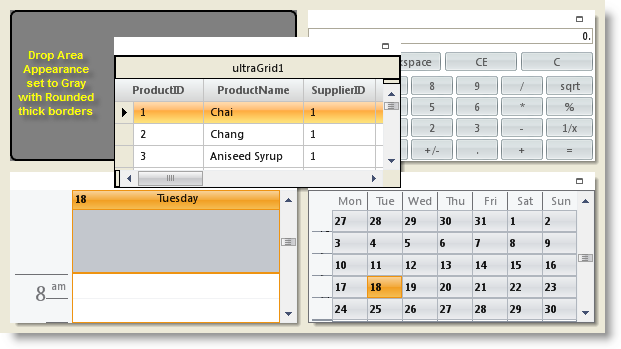 Drop Area
Appearance
set to Gray
with Rounded
thick borders
0.
CE C
8 9 / sqrt
5 6 * %
2 3 - 1/x
+/- . + =
ultraGrid1
ProductID ProductName SupplierID
1 Chai 1
2 Chang 1
3 Aniseed Syrup 1
18 Tuesday
8 am
Mon Tue Wed Thu Fri Sat Sun
27 28 29 30 31 1 2
3 4 5 6 7 8 9
10 11 12 13 14 15 16
17 18 19 20 21 22 23
24 25 26 27 28 29 30